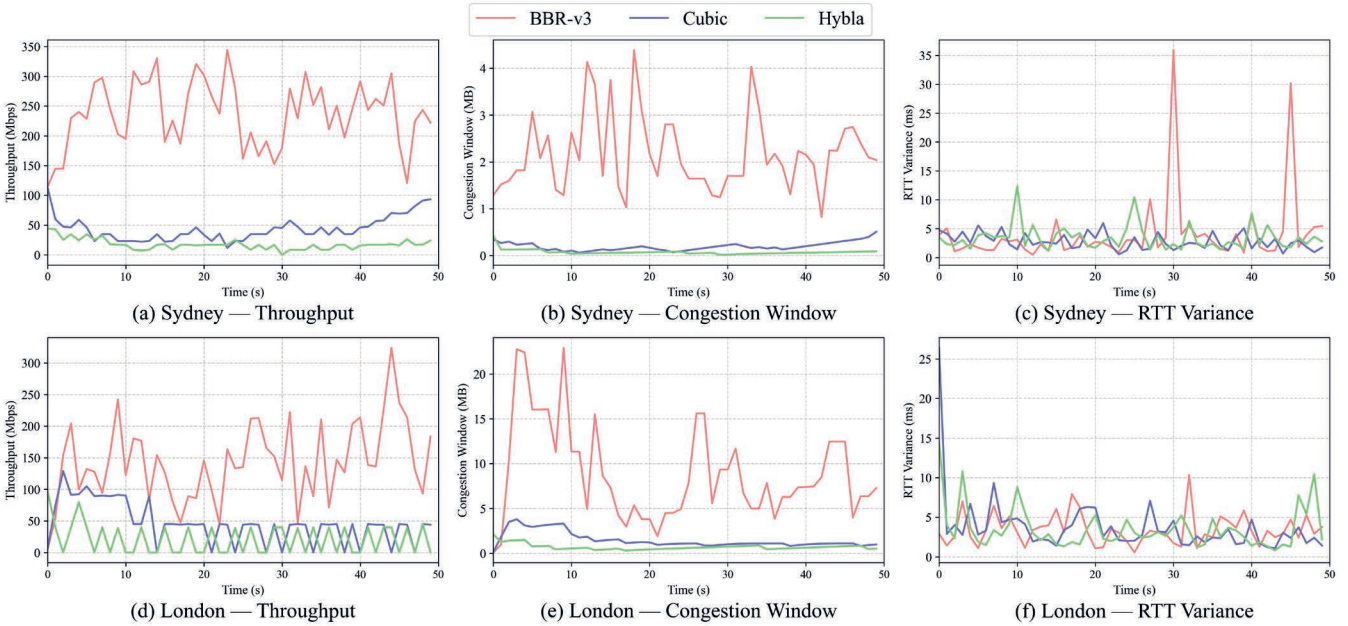 BBR-v3 Cubic Hybla
Throughput (Mbps)
350
300
250
200
150
100
50
0
0 10 20 30 40 50
Time (s)
(a) Sydney — Throughput
Congestion Window (MB)
4
3
2
1
0
0 10 20 30 40 50
Time (s)
(b) Sydney — Congestion Window
RTT Variance (ms)
35
30
25
20
15
10
5
0
0 10 20 30 40 50
Time (s)
(c) Sydney — RTT Variance
Throughput (Mbps)
300
250
200
150
100
50
0
0 10 20 30 40 50
Time (s)
(d) London — Throughput
Congestion Window (MB)
20
15
10
5
0
0 10 20 30 40 50
Time (s)
(e) London — Congestion Window
RTT Variance (ms)
25
20
15
10
5
0
0 10 20 30 40 50
Time (s)
(f) London — RTT Variance